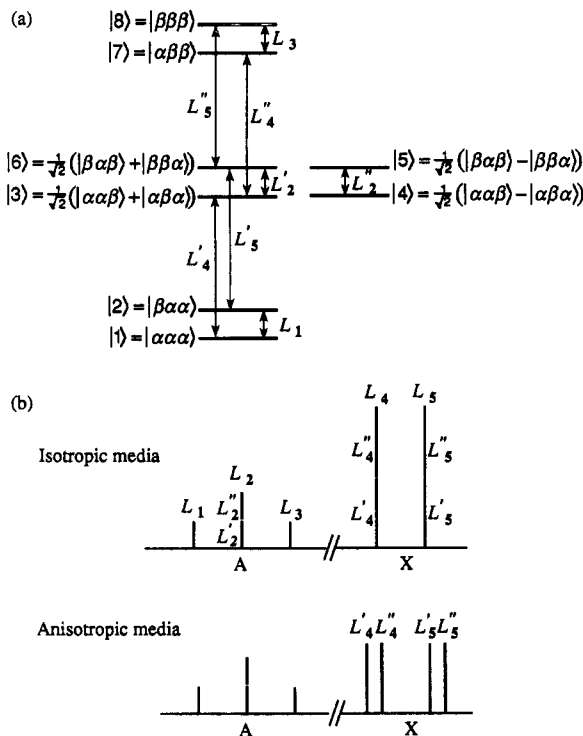 (a)
|8⟩=|βββ⟩
L₃
|7⟩=|αββ⟩
L″₅
L″₄
|6⟩=1/√2(|βαβ⟩+|ββα⟩)
|5⟩=1/√2(|βαβ⟩−|ββα⟩)
L′₂
L″₂
|3⟩=1/√2(|ααβ⟩+|αβα⟩)
|4⟩=1/√2(|ααβ⟩−|αβα⟩)
L′₅
L′₄
|2⟩=|βαα⟩
L₁
|1⟩=|ααα⟩
(b)
L₄ L₅
Isotropic media
L″₄ L″₅
L₂
L₁ L″₂ L₃
L′₂ L′₄ L′₅
A X
Anisotropic media
L′₄ L″₄ L′₅ L″₅
A X